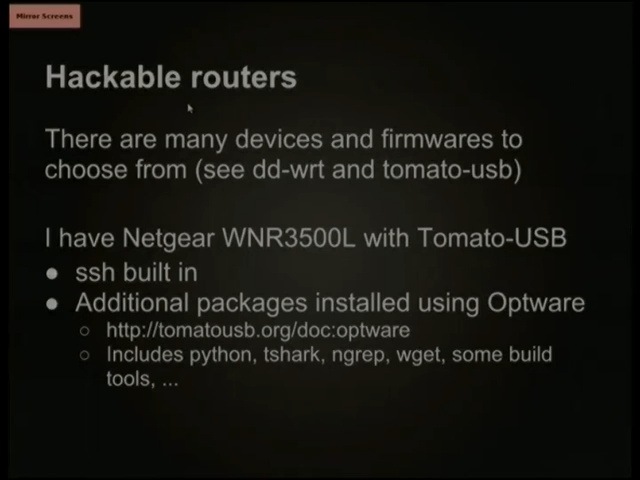 Mirror Screens
Hackable routers
There are many devices and firmwares to
choose from (see dd-wrt and tomato-usb)
I have Netgear WNR3500L with Tomato-USB
● ssh built in
● Additional packages installed using Optware
○ http://tomatousb.org/doc:optware
○ Includes python, tshark, ngrep, wget, some build
tools, ...